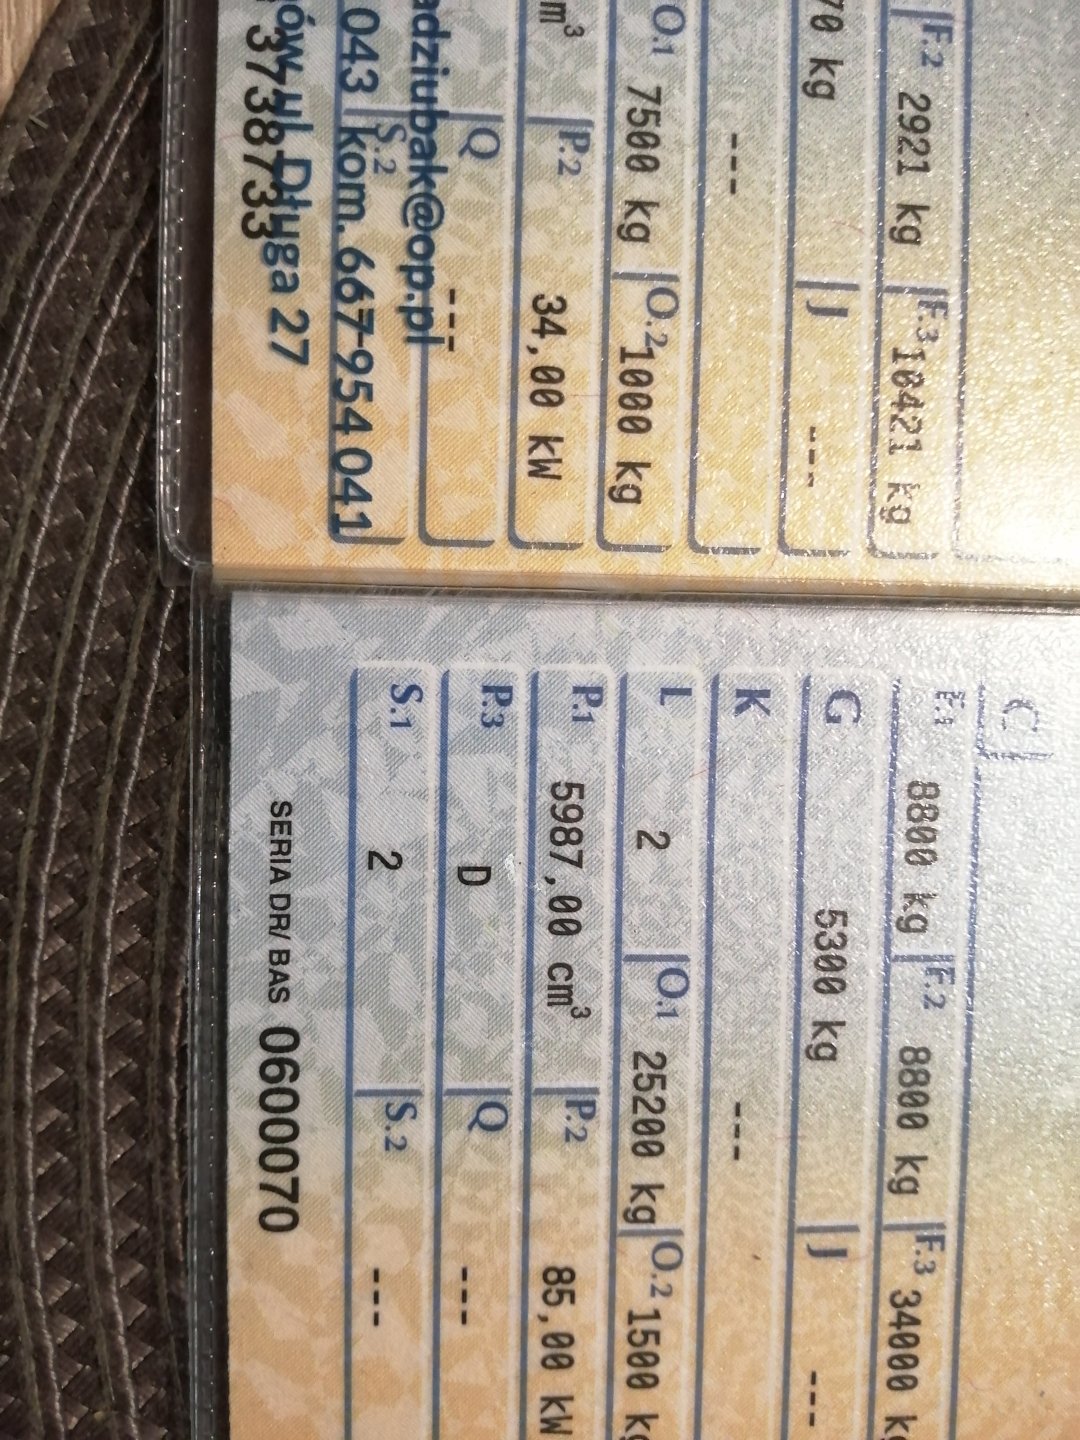 F.2 2921 kg F.3 10421 kg
70 kg J ---
---
O.1 7500 kg O.2 1000 kg
m³ P.2 34,00 kW
Q ---
adziubak@op.pl
S.2
043 kom. 667 954 041
ów ul Długa 27
3738733
C
F.1 8800 kg F.2 8800 kg F.3 34000 kg
G 5300 kg J ---
K ---
L 2 O.1 25200 kg O.2 1500 kg
P.1 5987,00 cm³ P.2 85,00 kW
P.3 D Q ---
S.1 2 S.2 ---
SERIA DR/ BAS 0600070